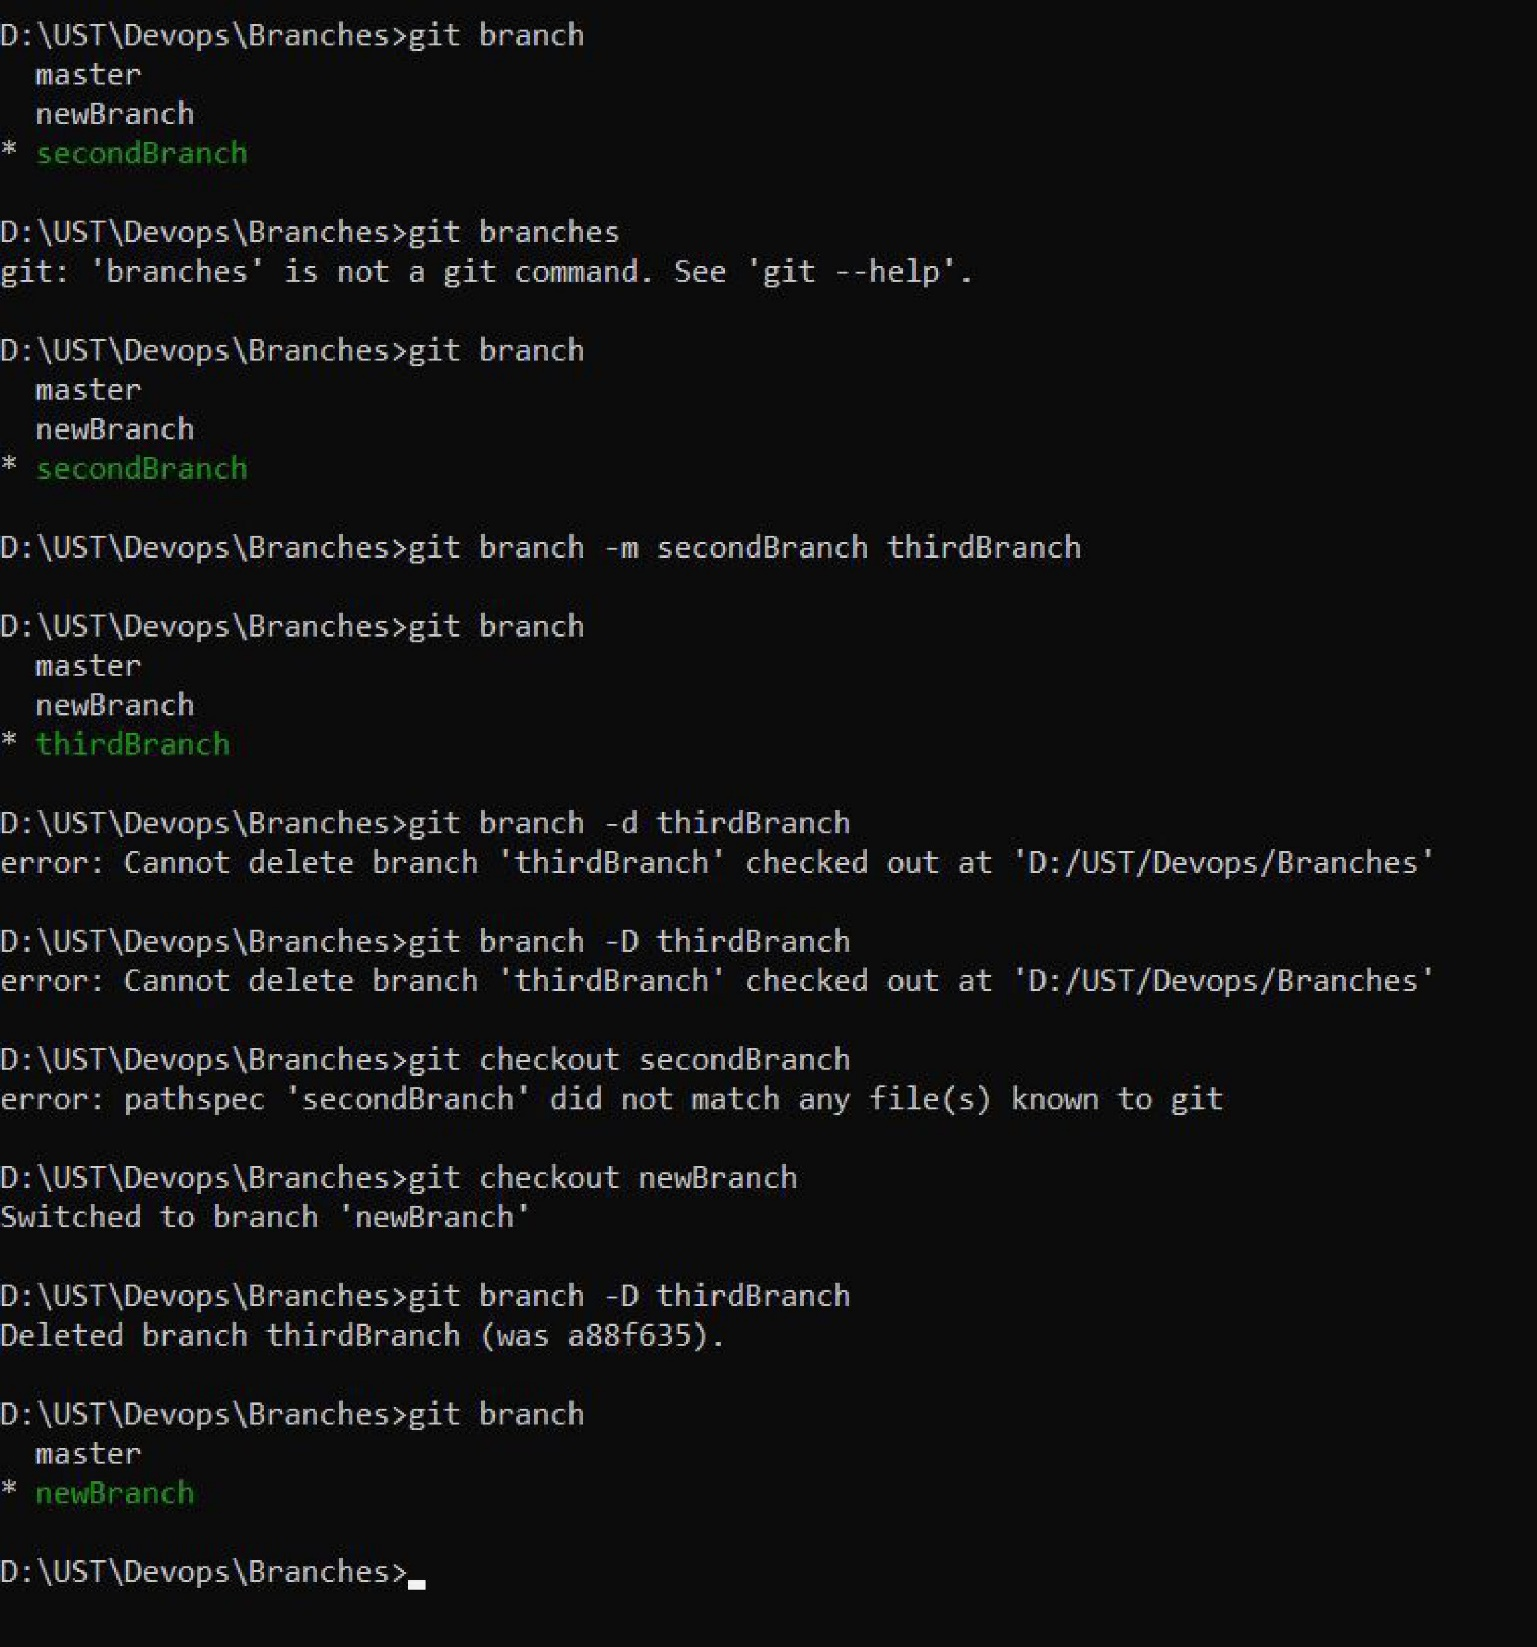 D:\UST\Devops\Branches>git branch
  master
  newBranch
* secondBranch
D:\UST\Devops\Branches>git branches
git: 'branches' is not a git command. See 'git --help'.
D:\UST\Devops\Branches>git branch
  master
  newBranch
* secondBranch
D:\UST\Devops\Branches>git branch -m secondBranch thirdBranch
D:\UST\Devops\Branches>git branch
  master
  newBranch
* thirdBranch
D:\UST\Devops\Branches>git branch -d thirdBranch
error: Cannot delete branch 'thirdBranch' checked out at 'D:/UST/Devops/Branches'
D:\UST\Devops\Branches>git branch -D thirdBranch
error: Cannot delete branch 'thirdBranch' checked out at 'D:/UST/Devops/Branches'
D:\UST\Devops\Branches>git checkout secondBranch
error: pathspec 'secondBranch' did not match any file(s) known to git
D:\UST\Devops\Branches>git checkout newBranch
Switched to branch 'newBranch'
D:\UST\Devops\Branches>git branch -D thirdBranch
Deleted branch thirdBranch (was a88f635).
D:\UST\Devops\Branches>git branch
  master
* newBranch
D:\UST\Devops\Branches>